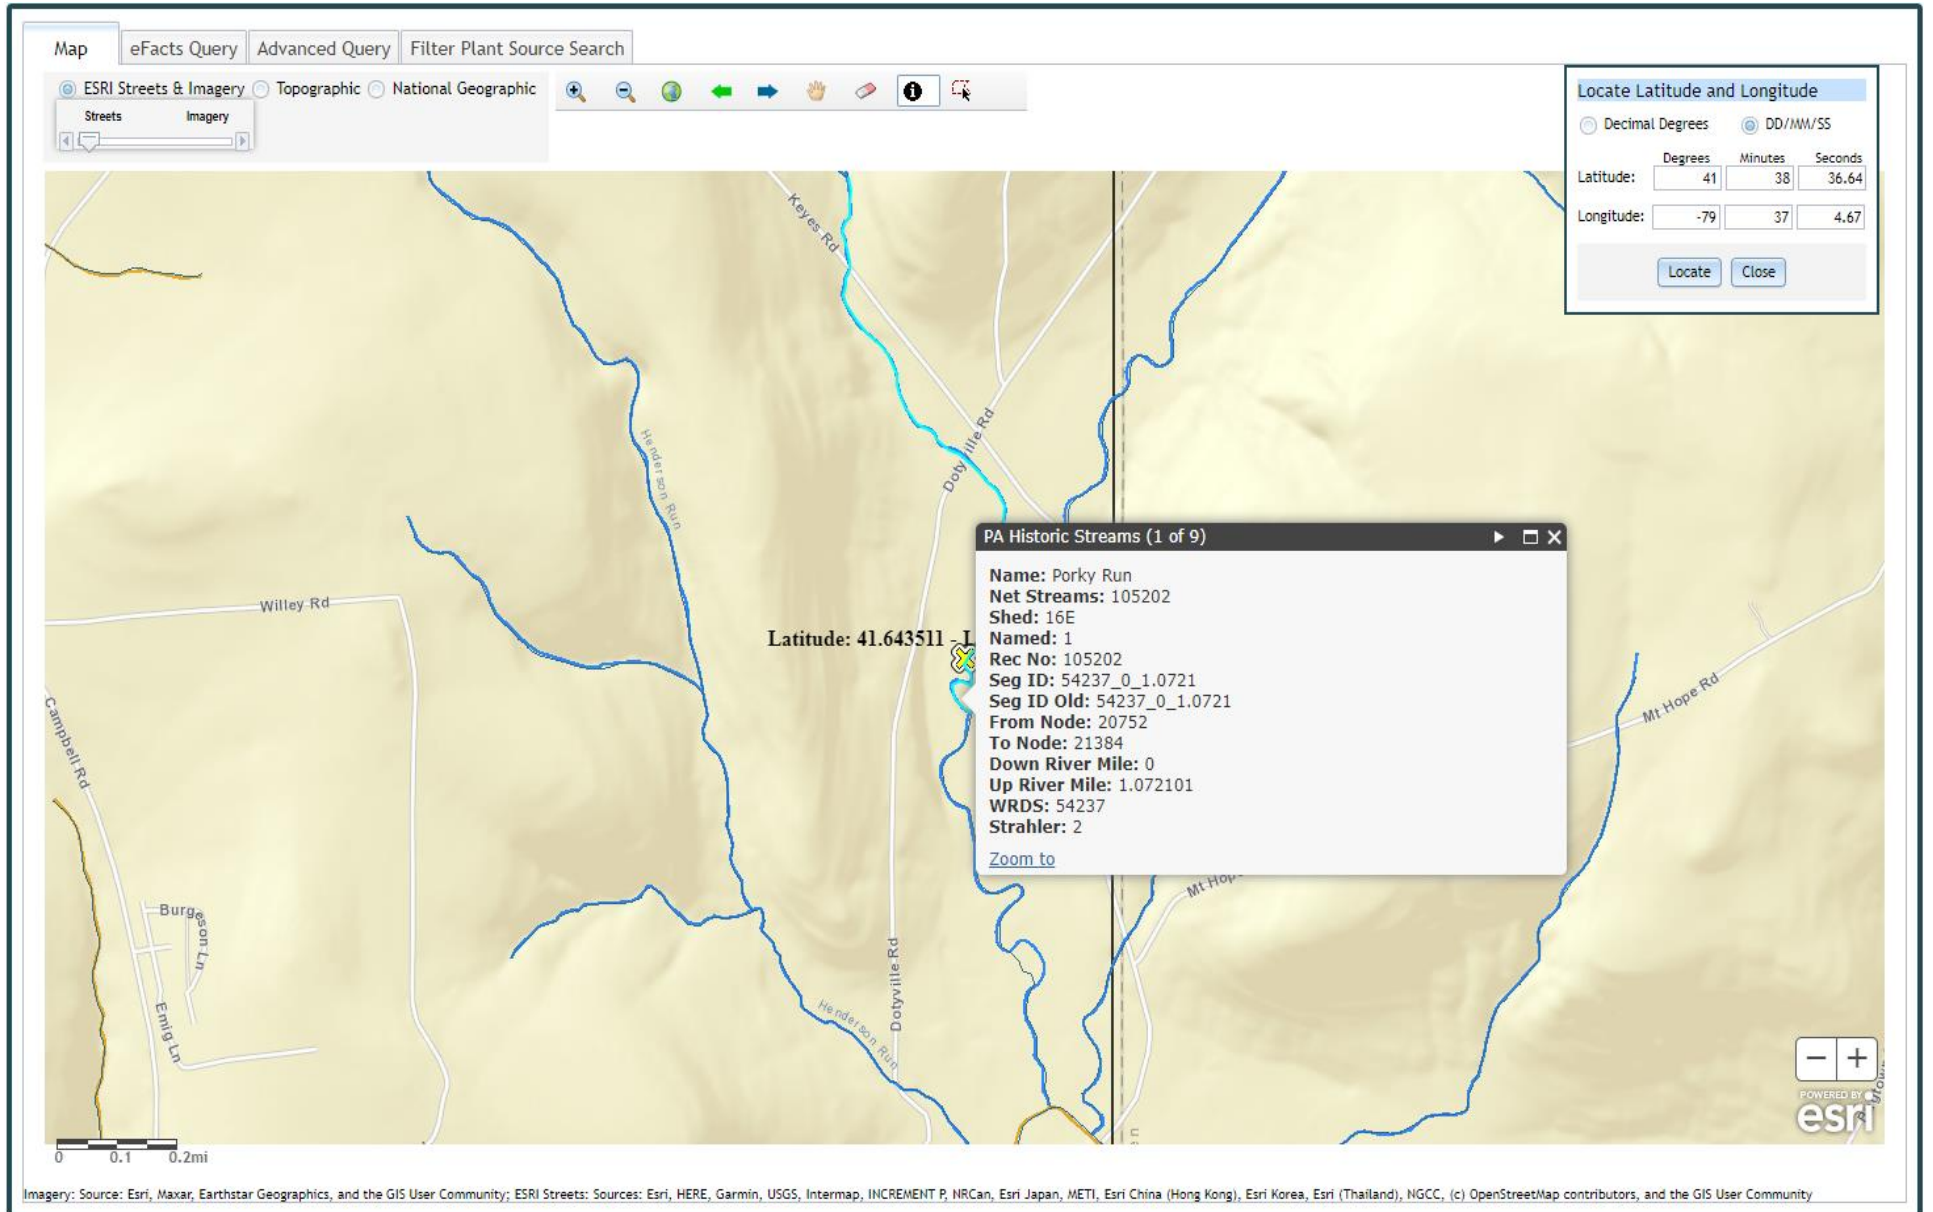 Map eFacts Query Advanced Query Filter Plant Source Search
ESRI Streets & Imagery Topographic National Geographic
Streets Imagery
Locate Latitude and Longitude
Decimal Degrees DD/MM/SS
Degrees Minutes Seconds
Latitude: 41 38 36.64
Longitude: -79 37 4.67
Locate Close
Keyes Rd
Dotyville Rd
Henderson Run
Willey Rd
Latitude: 41.643511 - L
PA Historic Streams (1 of 9)
Name: Porky Run
Net Streams: 105202
Shed: 16E
Named: 1
Rec No: 105202
Seg ID: 54237_0_1.0721
Seg ID Old: 54237_0_1.0721
From Node: 20752
To Node: 21384
Down River Mile: 0
Up River Mile: 1.072101
WRDS: 54237
Strahler: 2
Zoom to
Mt Hope Rd
Campbell Rd
Mt Hop
Burgeson Ln
Emig Ln
Dotyville Rd
Henderson Run
POWERED BY
esri
0 0.1 0.2mi
Imagery: Source: Esri, Maxar, Earthstar Geographics, and the GIS User Community; ESRI Streets: Sources: Esri, HERE, Garmin, USGS, Intermap, INCREMENT P, NRCan, Esri Japan, METI, Esri China (Hong Kong), Esri Korea, Esri (Thailand), NGCC, (c) OpenStreetMap contributors, and the GIS User Community